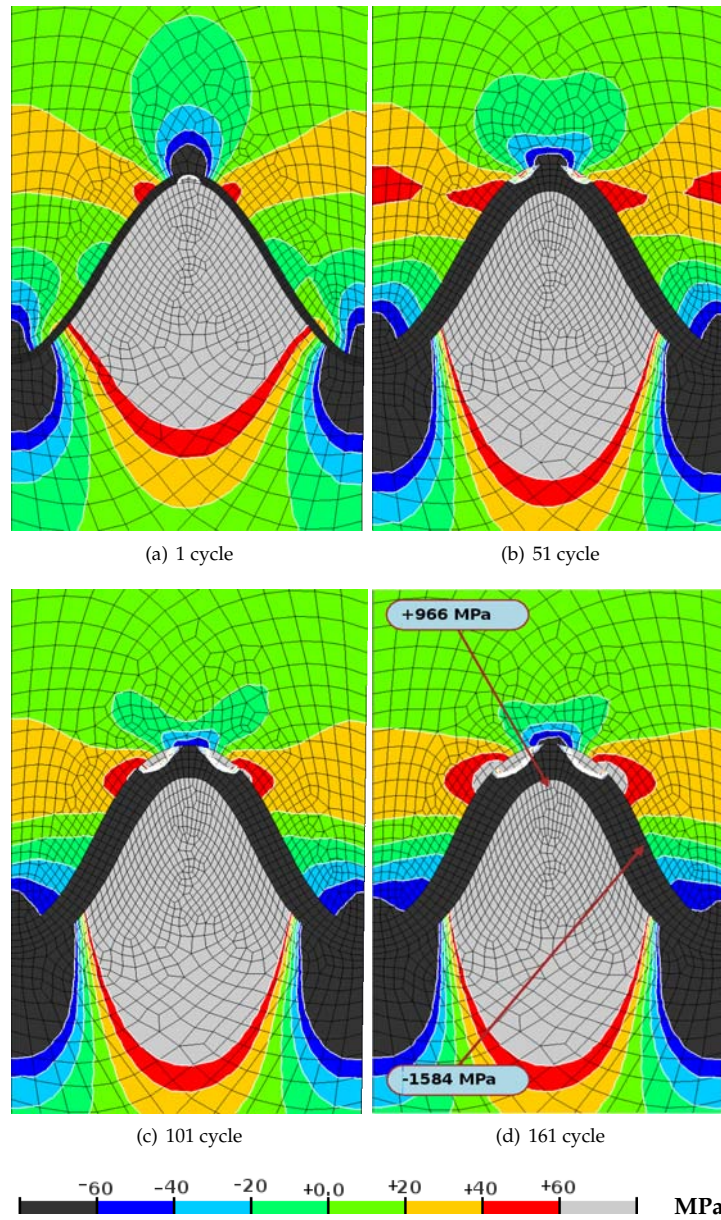 (a) 1 cycle
(b) 51 cycle
+966 MPa
-1584 MPa
(c) 101 cycle
(d) 161 cycle
-60 -40 -20 +0.0 +20 +40 +60 MPa